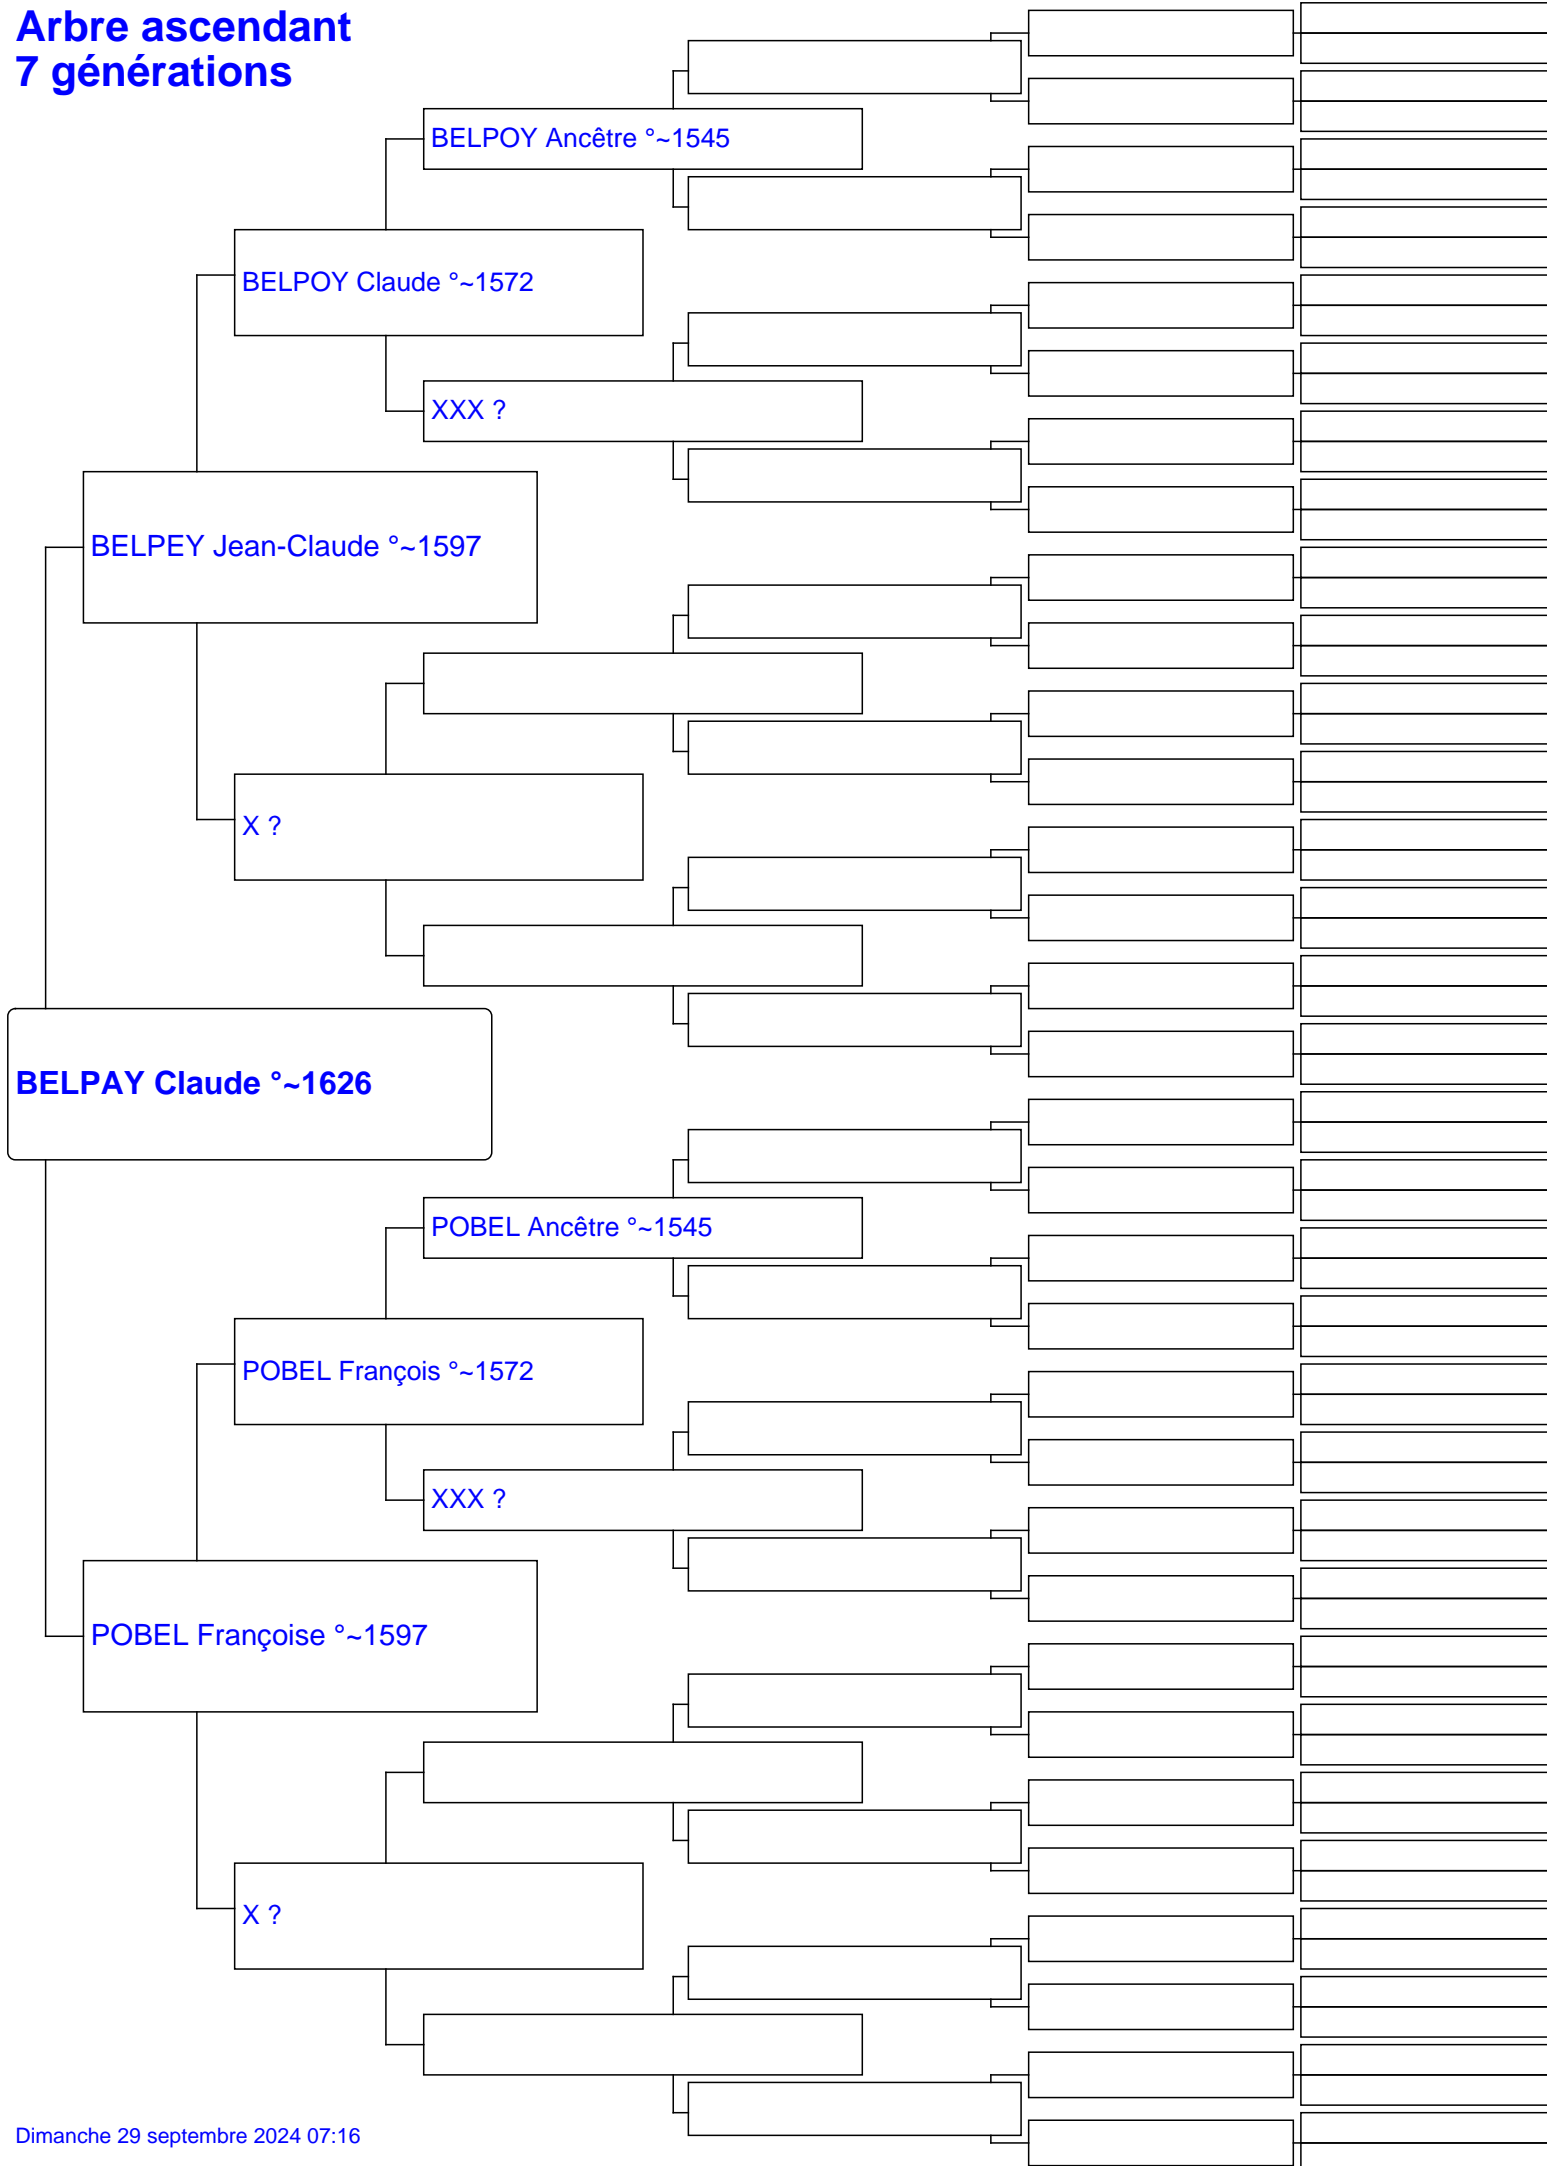 Arbre ascendant
7 générations
BELPOY Ancêtre °~1545
BELPOY Claude °~1572
XXX ?
BELPEY Jean-Claude °~1597
X ?
BELPAY Claude °~1626
POBEL Ancêtre °~1545
POBEL François °~1572
XXX ?
POBEL Françoise °~1597
X ?
Dimanche 29 septembre 2024 07:16